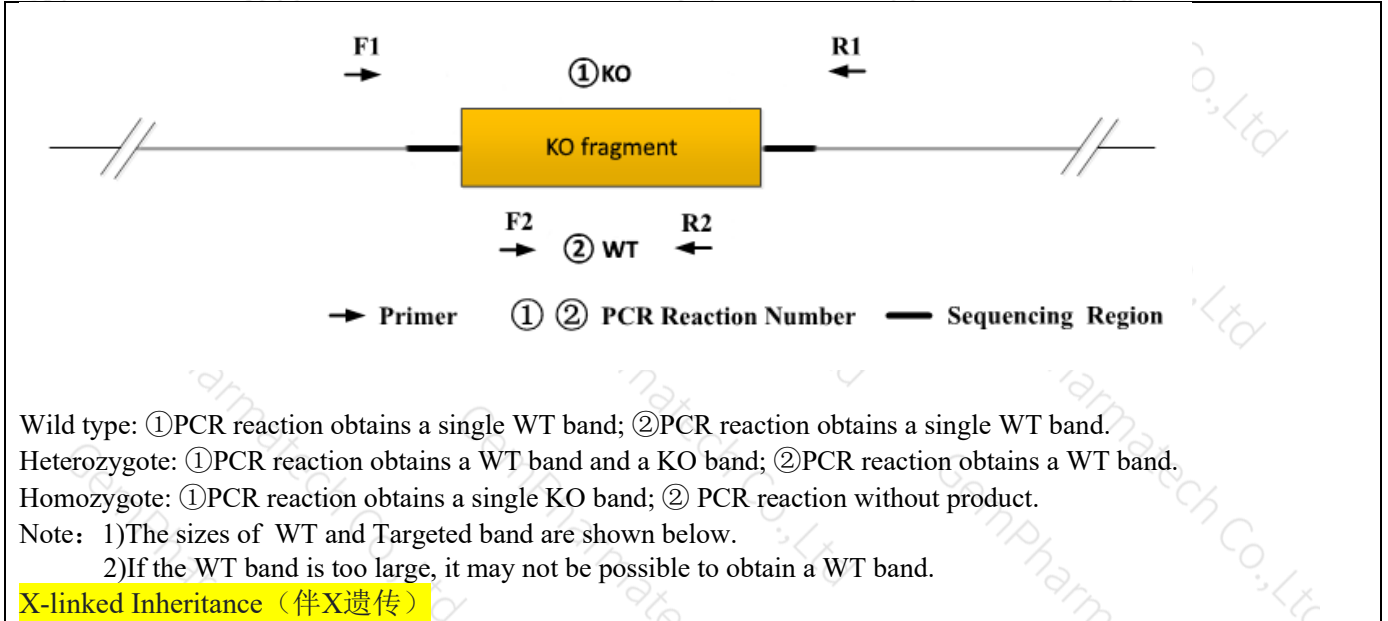 F1
R1
①KO
KO fragment
F2
R2
② WT
Primer ① ② PCR Reaction Number Sequencing Region
Wild type: ①PCR reaction obtains a single WT band; ②PCR reaction obtains a single WT band.
Heterozygote: ①PCR reaction obtains a WT band and a KO band; ②PCR reaction obtains a WT band.
Homozygote: ①PCR reaction obtains a single KO band; ② PCR reaction without product.
Note：1)The sizes of WT and Targeted band are shown below.
2)If the WT band is too large, it may not be possible to obtain a WT band.
X-linked Inheritance（伴X遗传）